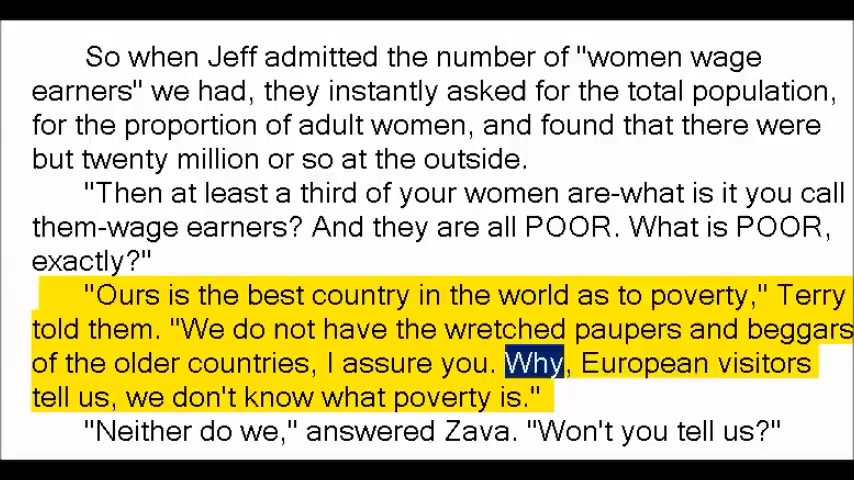 So when Jeff admitted the number of "women wage
earners" we had, they instantly asked for the total population,
for the proportion of adult women, and found that there were
but twenty million or so at the outside.
"Then at least a third of your women are-what is it you call
them-wage earners? And they are all POOR. What is POOR,
exactly?"
"Ours is the best country in the world as to poverty," Terry
told them. "We do not have the wretched paupers and beggars
of the older countries, I assure you. Why, European visitors
tell us, we don't know what poverty is."
"Neither do we," answered Zava. "Won't you tell us?"